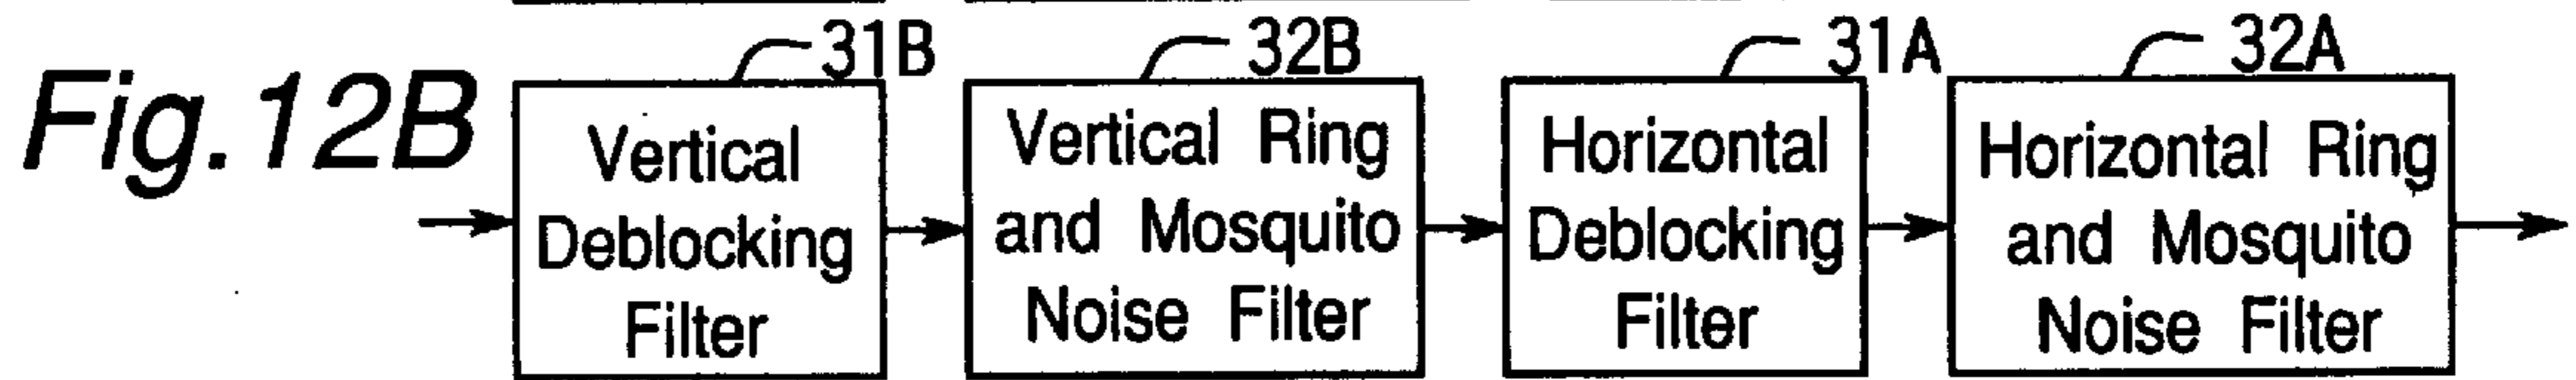 Fig.12B
31B
Vertical
Deblocking
Filter
32B
Vertical Ring
and Mosquito
Noise Filter
31A
Horizontal
Deblocking
Filter
32A
Horizontal Ring
and Mosquito
Noise Filter